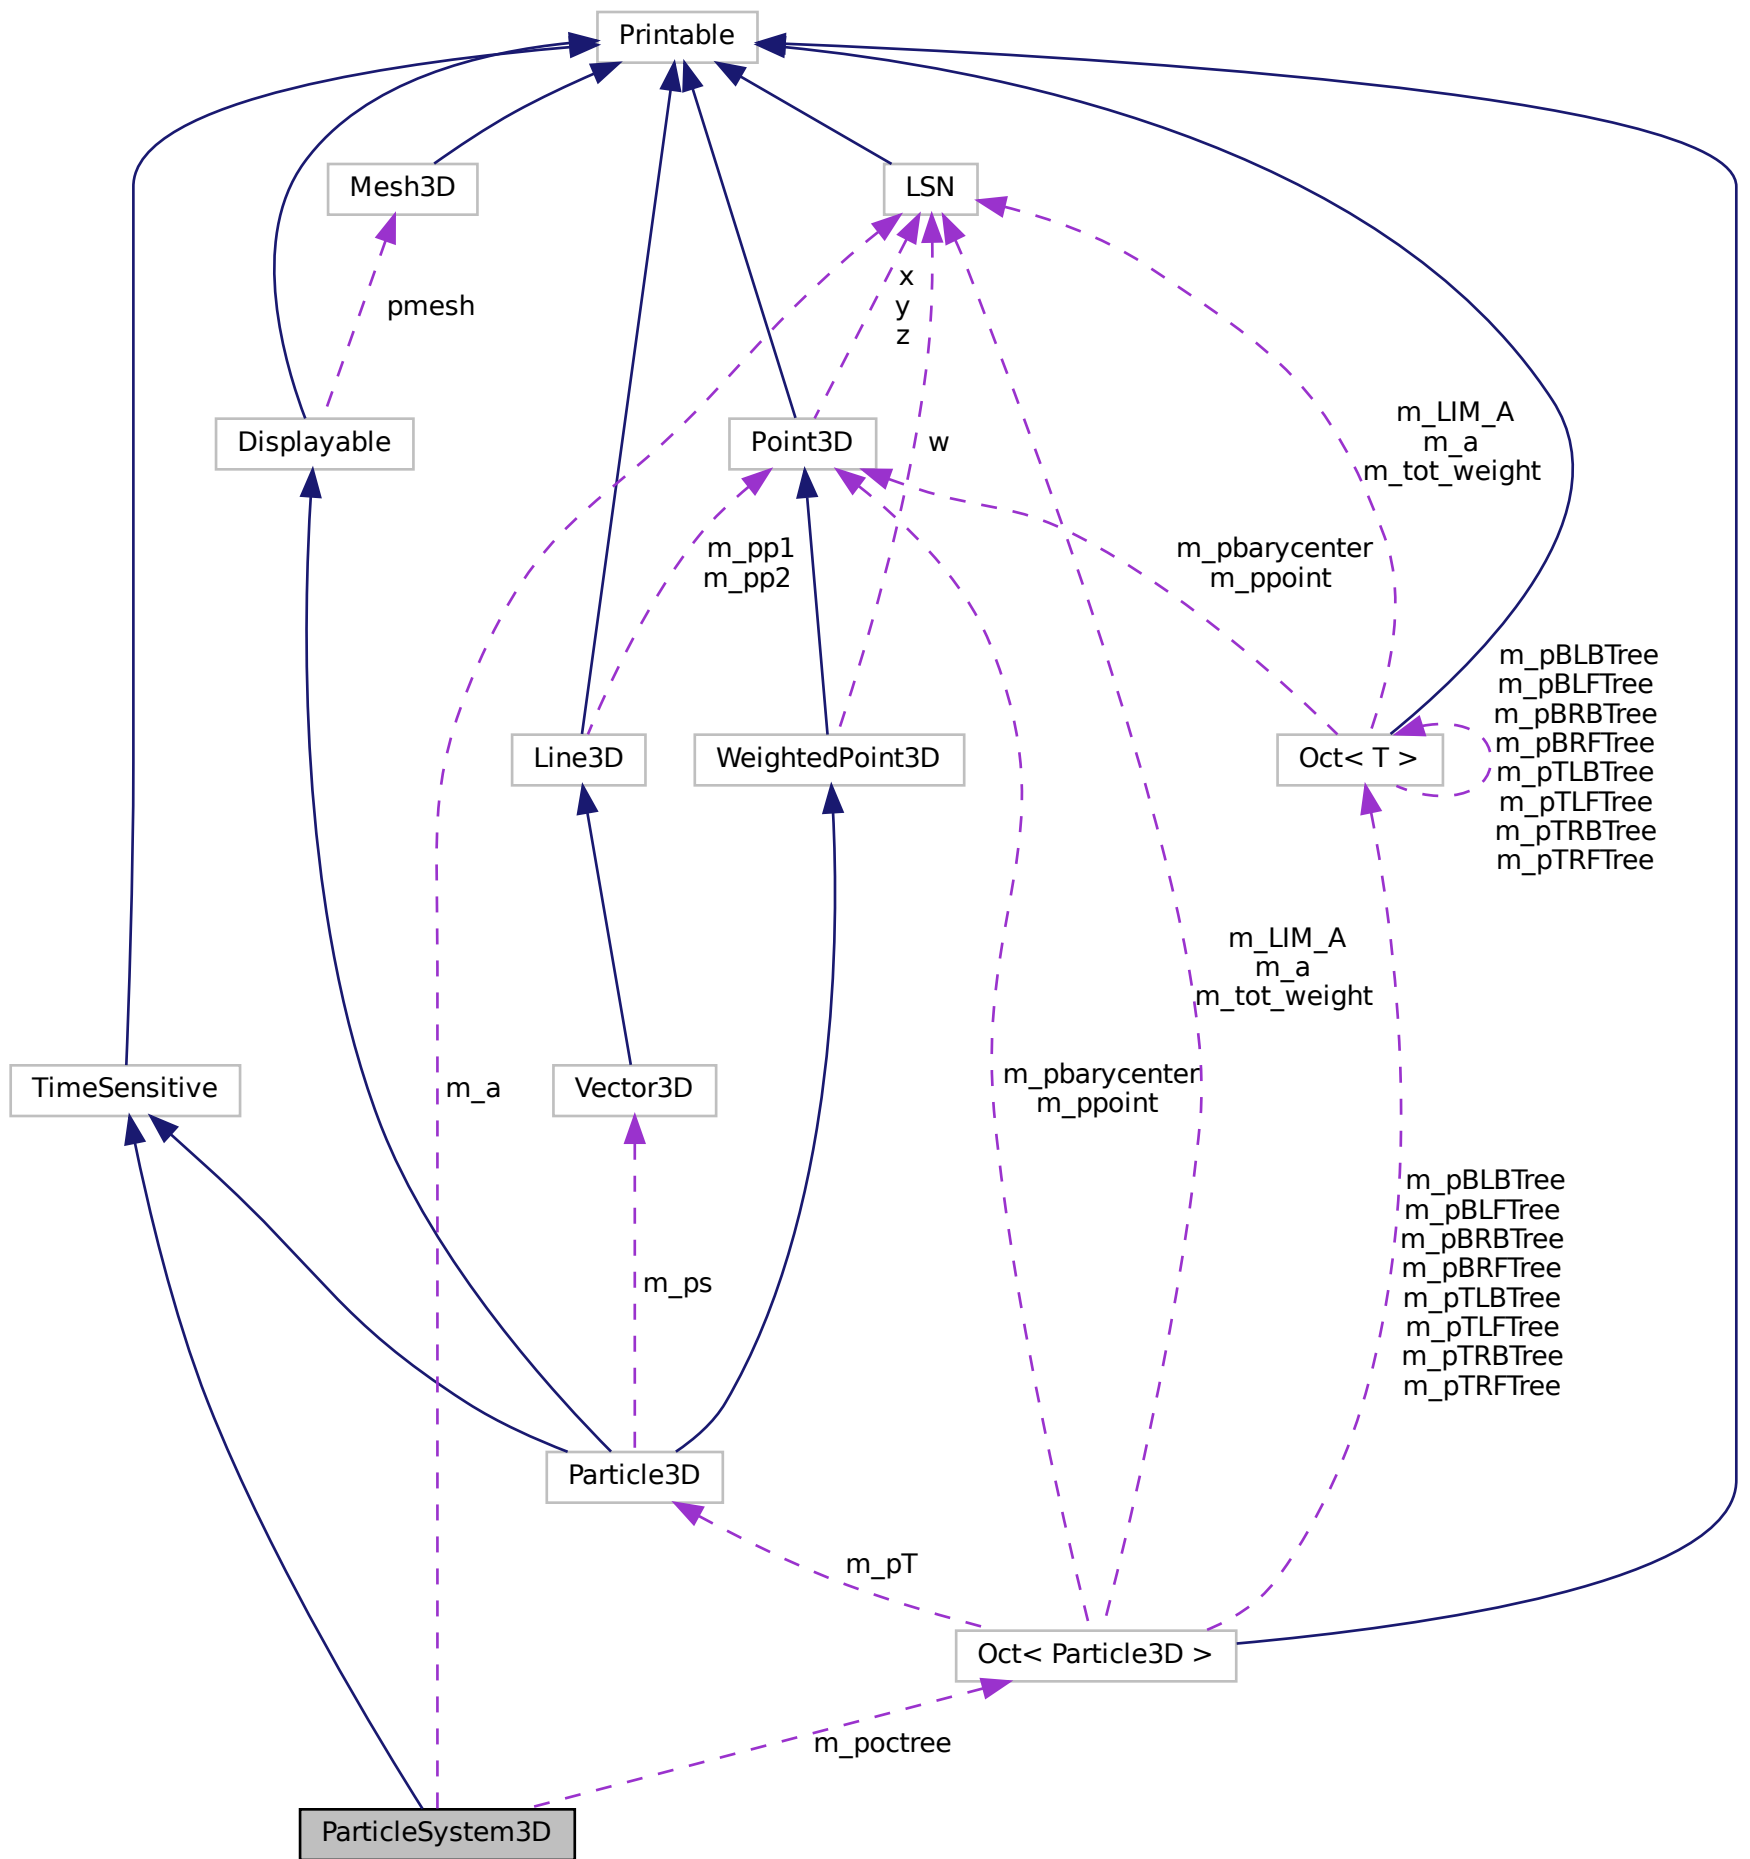 Printable
Mesh3D
LSN
x
y
z
pmesh
m_LIM_A
m_a
m_tot_weight
Displayable
Point3D
w
m_pp1
m_pp2
m_pbarycenter
m_ppoint
m_pBLBTree
m_pBLFTree
m_pBRBTree
m_pBRFTree
m_pTLBTree
m_pTLFTree
m_pTRBTree
m_pTRFTree
Line3D
WeightedPoint3D
Oct< T >
m_LIM_A
m_a
m_tot_weight
TimeSensitive
m_a
Vector3D
m_pbarycenter
m_ppoint
m_pBLBTree
m_pBLFTree
m_pBRBTree
m_pBRFTree
m_pTLBTree
m_pTLFTree
m_pTRBTree
m_pTRFTree
m_ps
Particle3D
m_pT
Oct< Particle3D >
m_poctree
ParticleSystem3D